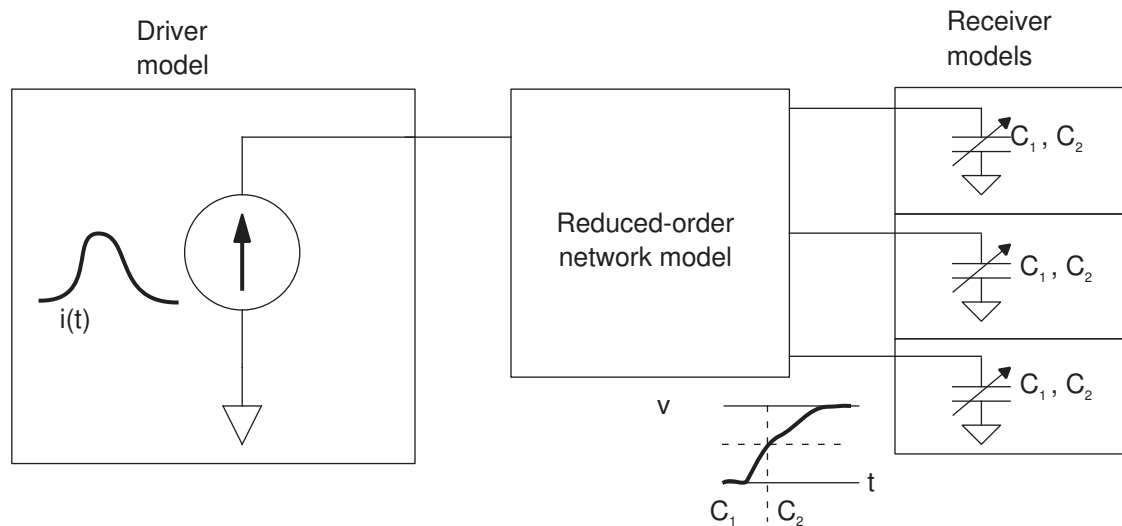 Driver
model
Receiver
models
i(t)
Reduced-order
network model
C₁ , C₂
C₁ , C₂
C₁ , C₂
v
t
C₁ C₂